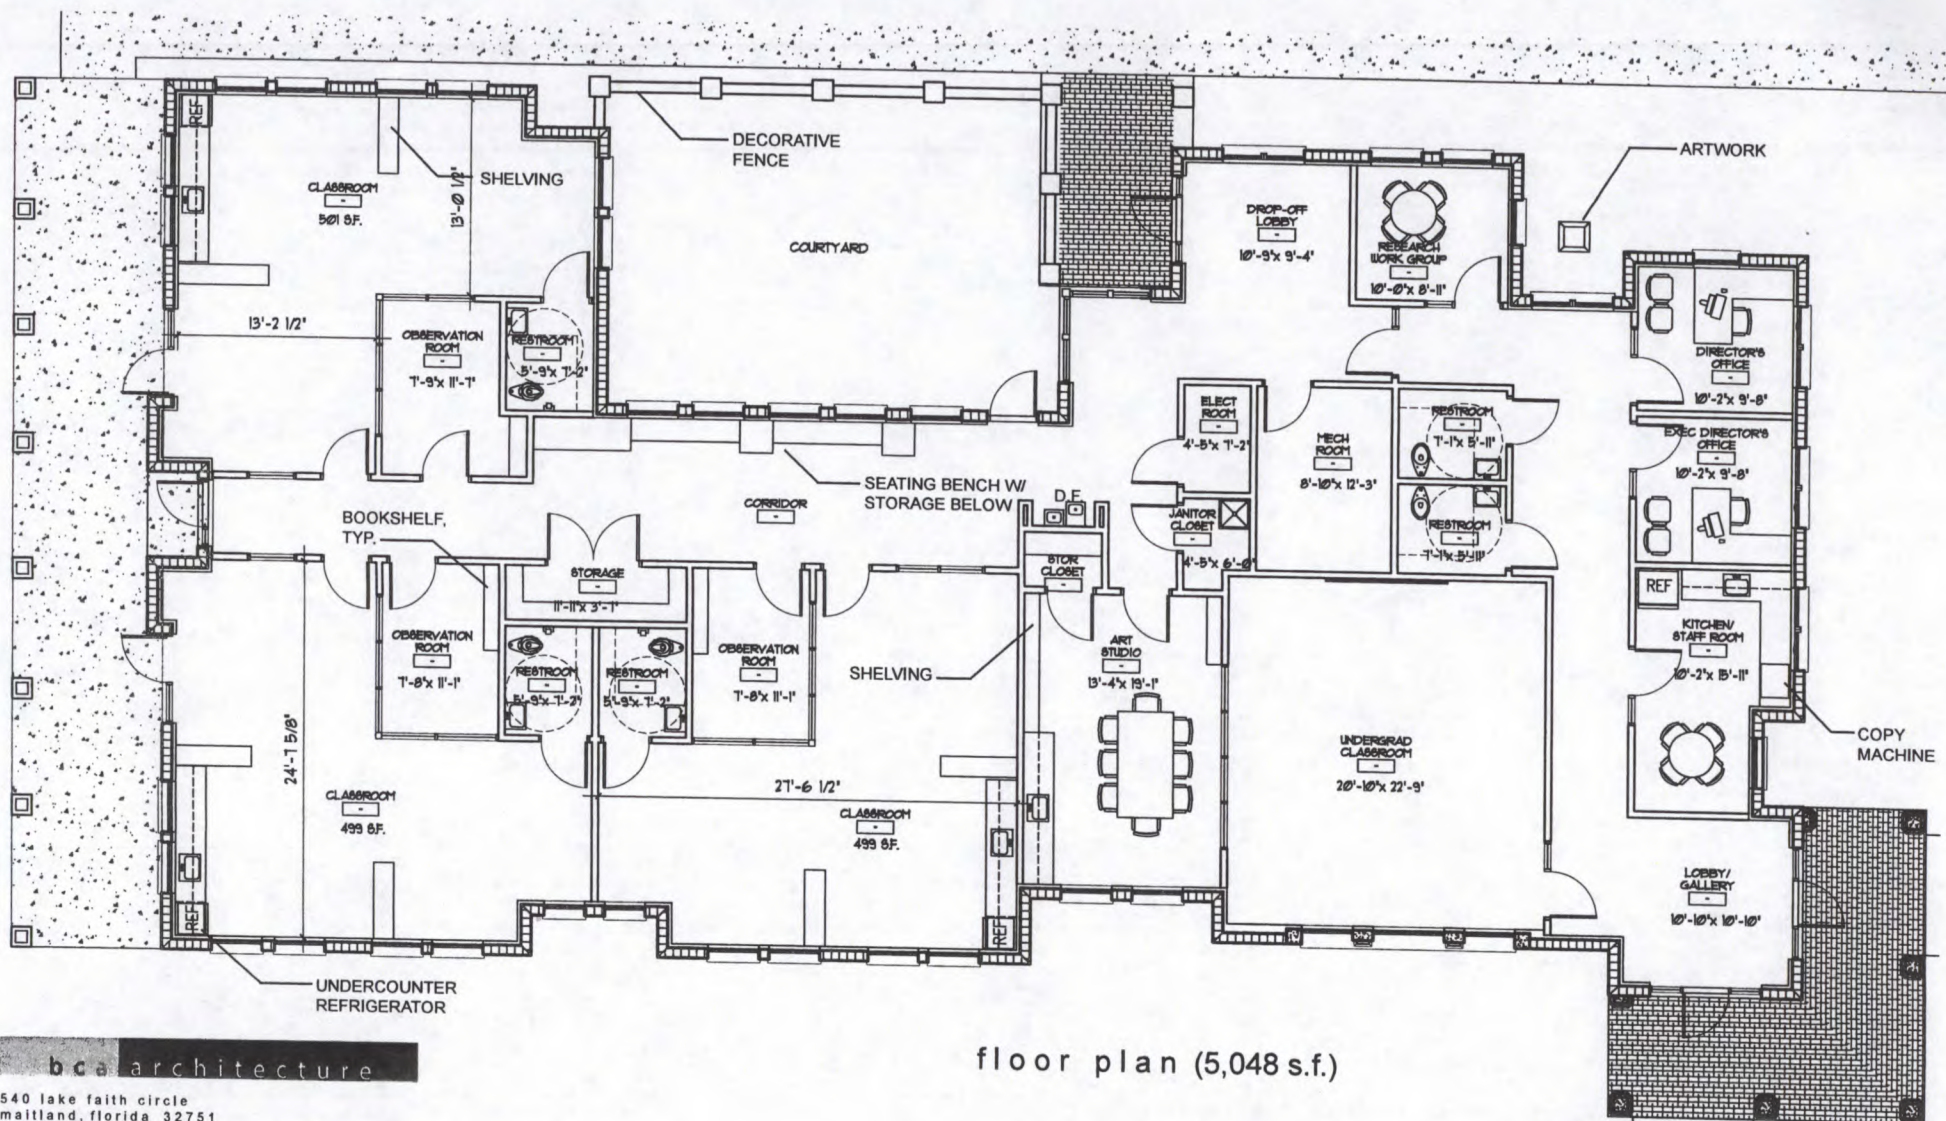 REF
CLASSROOM
501 S.F.
SHELVING
13'-0 1/2"
DECORATIVE
FENCE
COURTYARD
DROP-OFF
LOBBY
10'-9"x 9'-4"
RESEARCH
WORK GROUP
10'-0"x 8'-11"
ARTWORK
13'-2 1/2"
OBSERVATION
ROOM
7'-9"x 11'-7"
RESTROOM
5'-9"x 7'-2"
DIRECTOR'S
OFFICE
10'-2"x 9'-8"
ELECT
ROOM
4'-5"x 7'-2"
MECH
ROOM
8'-10"x 12'-3"
RESTROOM
7'-1"x 5'-11"
EXEC DIRECTOR'S
OFFICE
10'-2"x 9'-8"
SEATING BENCH W/
STORAGE BELOW
CORRIDOR
D.F.
BOOKSHELF,
TYP.
JANITOR
CLOSET
4'-5"x 6'-0"
RESTROOM
7'-1"x 5'-11"
STORAGE
11'-11"x 3'-1"
STOR
CLOSET
REF
OBSERVATION
ROOM
7'-8"x 11'-1"
RESTROOM
5'-9"x 7'-2"
RESTROOM
5'-9"x 7'-2"
OBSERVATION
ROOM
7'-8"x 11'-1"
SHELVING
ART
STUDIO
13'-4"x 19'-1"
KITCHEN/
STAFF ROOM
10'-2"x 15'-11"
COPY
MACHINE
24'-7 5/8"
UNDERGRAD
CLASSROOM
20'-10"x 22'-9"
27'-6 1/2"
CLASSROOM
499 S.F.
CLASSROOM
499 S.F.
LOBBY/
GALLERY
10'-10"x 10'-10"
REF
REF
UNDERCOUNTER
REFRIGERATOR
bca architecture
540 lake faith circle
maitland, florida 32751
floor plan (5,048 s.f.)